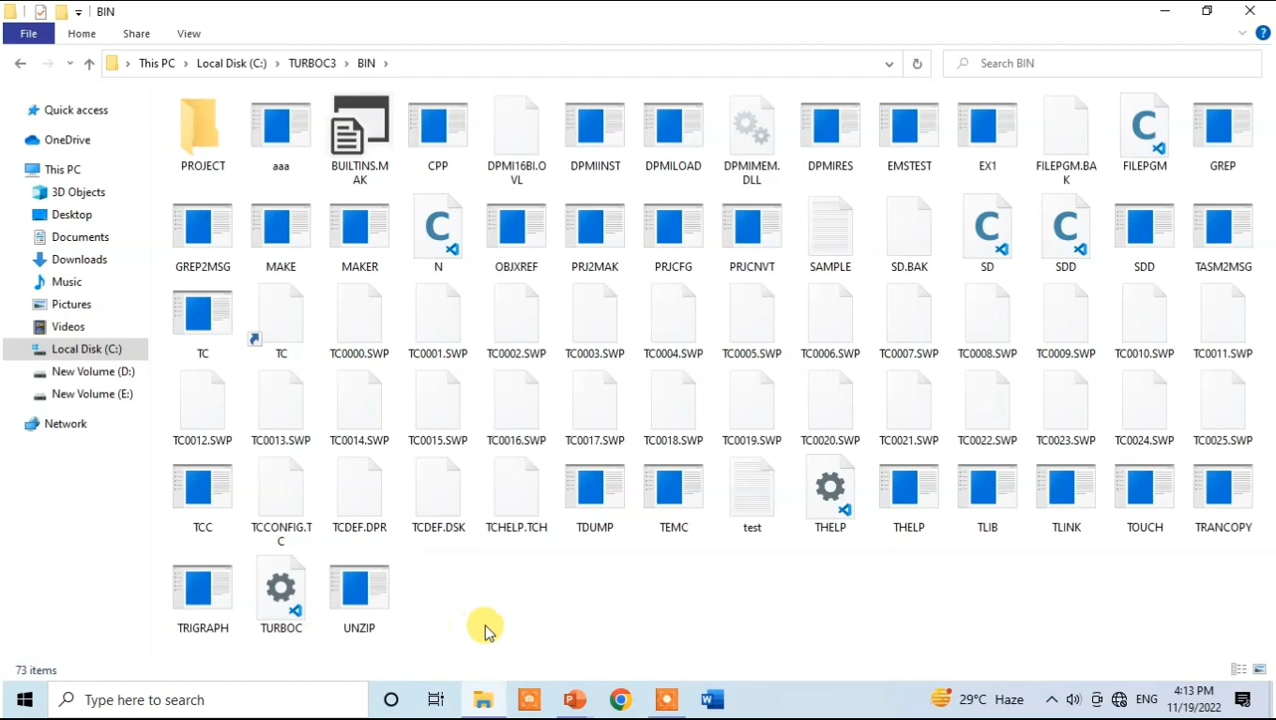 BIN
File Home Share View
This PC Local Disk (C:) TURBOC3 BIN
Search BIN
Quick access
OneDrive
This PC
3D Objects
Desktop
Documents
Downloads
Music
Pictures
Videos
Local Disk (C:)
New Volume (D:)
New Volume (E:)
Network
PROJECT aaa BUILTINS.M CPP DPMI16BI.O DPMIINST DPMILOAD DPMIMEM. DPMIRES EMSTEST EX1 FILEPGM.BA FILEPGM GREP
AK VL DLL K
GREP2MSG MAKE MAKER N OBJXREF PRJ2MAK PRJCFG PRJCNVT SAMPLE SD.BAK SD SDD SDD TASM2MSG
TC TC TC0000.SWP TC0001.SWP TC0002.SWP TC0003.SWP TC0004.SWP TC0005.SWP TC0006.SWP TC0007.SWP TC0008.SWP TC0009.SWP TC0010.SWP TC0011.SWP
TC0012.SWP TC0013.SWP TC0014.SWP TC0015.SWP TC0016.SWP TC0017.SWP TC0018.SWP TC0019.SWP TC0020.SWP TC0021.SWP TC0022.SWP TC0023.SWP TC0024.SWP TC0025.SWP
TCC TCCONFIG.T TCDEF.DPR TCDEF.DSK TCHELP.TCH TDUMP TEMC test THELP THELP TLIB TLINK TOUCH TRANCOPY
C
TRIGRAPH TURBOC UNZIP
73 items
Type here to search
29°C Haze
ENG
4:13 PM
11/19/2022